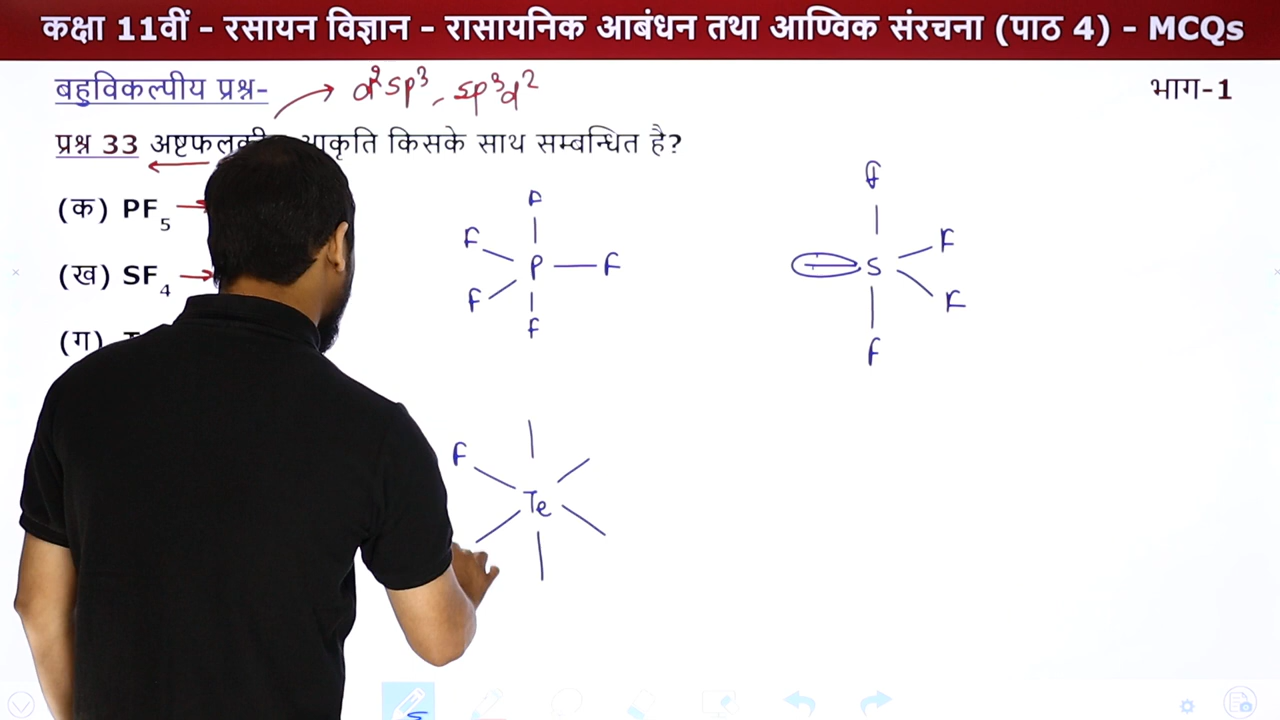 कक्षा 11वीं - रसायन विज्ञान - रासायनिक आबंधन तथा आण्विक संरचना (पाठ 4) - MCQs
बहुविकल्पीय प्रश्न- d²sp³, sp³d² भाग-1
प्रश्न 33 किसके साथ सम्बन्धित है?
(क) PF₅
(ख) SF₄
(ग)
F
F P F
F
F
F
S F
F
F
F
Te